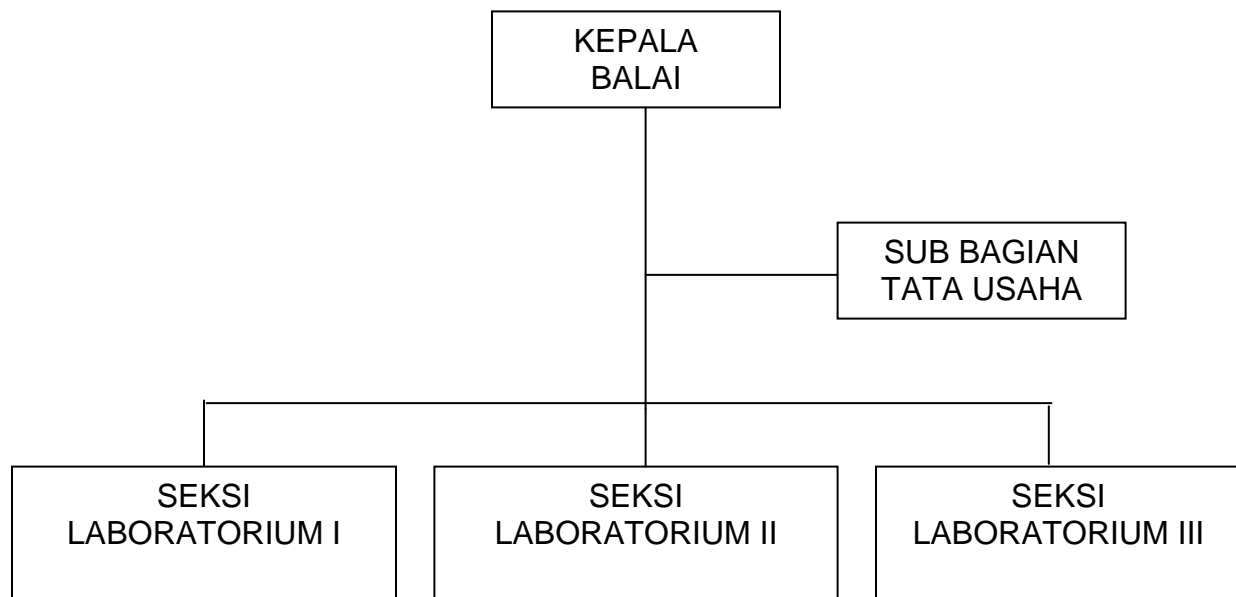 KEPALA
BALAI
SUB BAGIAN
TATA USAHA
SEKSI
LABORATORIUM I
SEKSI
LABORATORIUM II
SEKSI
LABORATORIUM III